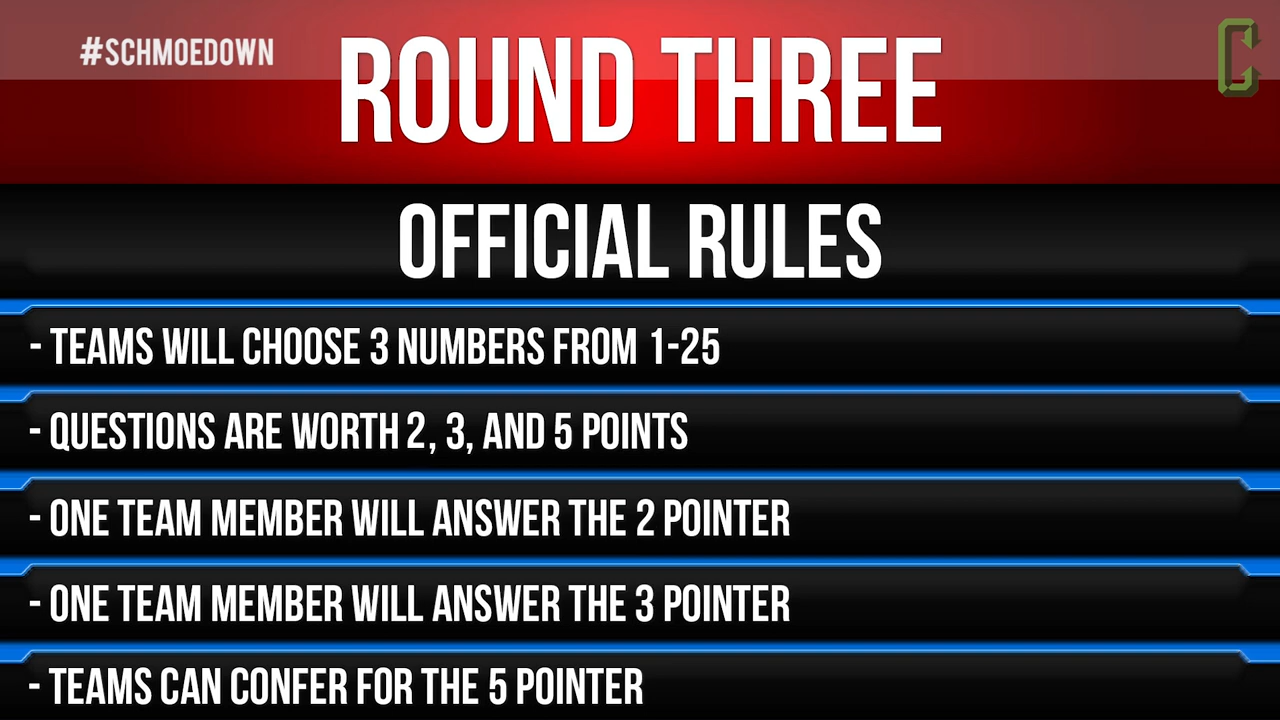 #SCHMOEDOWN
ROUND THREE
OFFICIAL RULES
- TEAMS WILL CHOOSE 3 NUMBERS FROM 1-25
- QUESTIONS ARE WORTH 2, 3, AND 5 POINTS
- ONE TEAM MEMBER WILL ANSWER THE 2 POINTER
- ONE TEAM MEMBER WILL ANSWER THE 3 POINTER
- TEAMS CAN CONFER FOR THE 5 POINTER